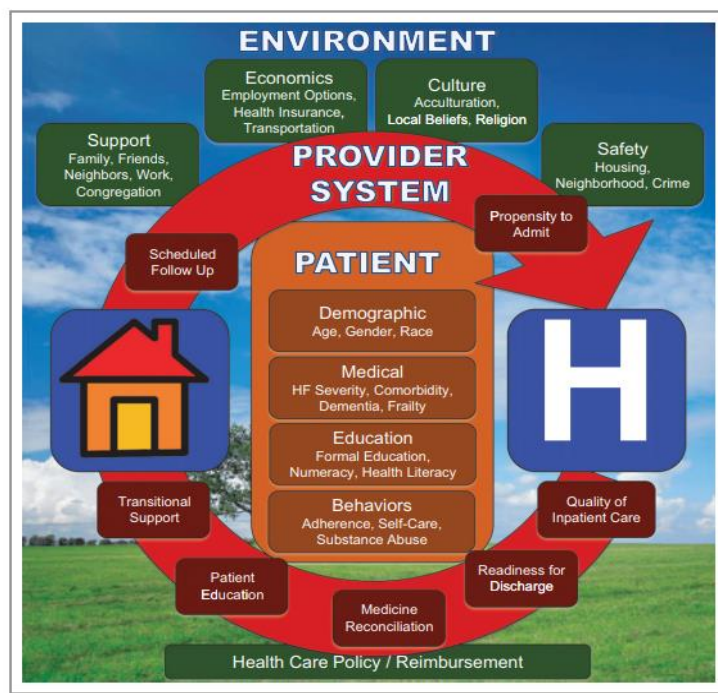 ENVIRONMENT
Economics
Employment Options,
Health Insurance,
Transportation
Culture
Acculturation,
Local Beliefs, Religion
Support
Family, Friends,
Neighbors, Work,
Congregation
Safety
Housing,
Neighborhood, Crime
PROVIDER
SYSTEM
Propensity to
Admit
Scheduled
Follow Up
PATIENT
Demographic
Age, Gender, Race
Medical
HF Severity, Comorbidity,
Dementia, Frailty
Education
Formal Education,
Numeracy, Health Literacy
Behaviors
Adherence, Self-Care,
Substance Abuse
H
Transitional
Support
Quality of
Inpatient Care
Patient
Education
Readiness for
Discharge
Medicine
Reconciliation
Health Care Policy / Reimbursement